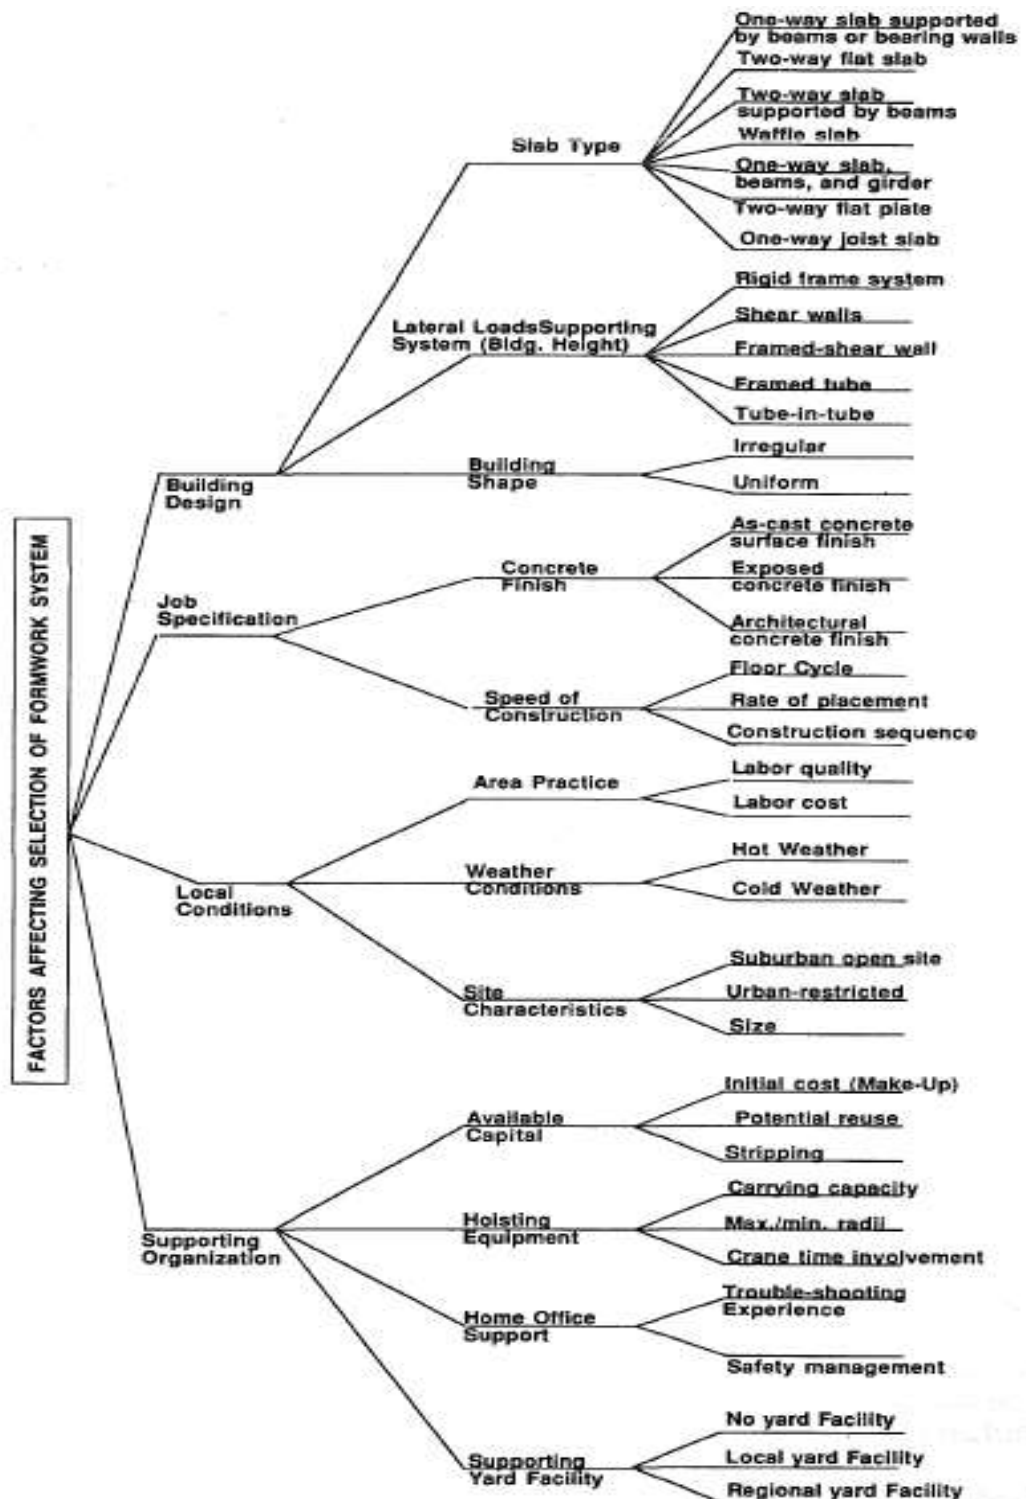 FACTORS AFFECTING SELECTION OF FORMWORK SYSTEM
Building
Design
Slab Type
One-way slab supported
by beams or bearing walls
Two-way flat slab
Two-way slab
supported by beams
Waffle slab
One-way slab,
beams, and girder
Two-way flat plate
One-way joist slab
Lateral LoadsSupporting
System (Bldg. Height)
Rigid frame system
Shear walls
Framed-shear wall
Framed tube
Tube-in-tube
Building
Shape
Irregular
Uniform
Job
Specification
Concrete
Finish
As-cast concrete
surface finish
Exposed
concrete finish
Architectural
concrete finish
Speed of
Construction
Floor Cycle
Rate of placement
Construction sequence
Local
Conditions
Area Practice
Labor quality
Labor cost
Weather
Conditions
Hot Weather
Cold Weather
Site
Characteristics
Suburban open site
Urban-restricted
Size
Supporting
Organization
Available
Capital
Initial cost (Make-Up)
Potential reuse
Stripping
Hoisting
Equipment
Carrying capacity
Max./min. radii
Crane time involvement
Home Office
Support
Trouble-shooting
Experience
Safety management
Supporting
Yard Facility
No yard Facility
Local yard Facility
Regional yard Facility